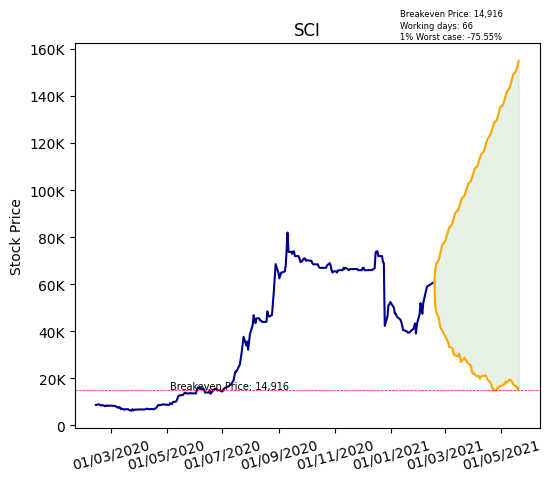 Breakeven Price: 14,916
Working days: 66
1% Worst case: -75.55%
SCI
Stock Price
160K
140K
120K
100K
80K
60K
40K
20K
0
Breakeven Price: 14,916
01/03/2020
01/05/2020
01/07/2020
01/09/2020
01/11/2020
01/01/2021
01/03/2021
01/05/2021